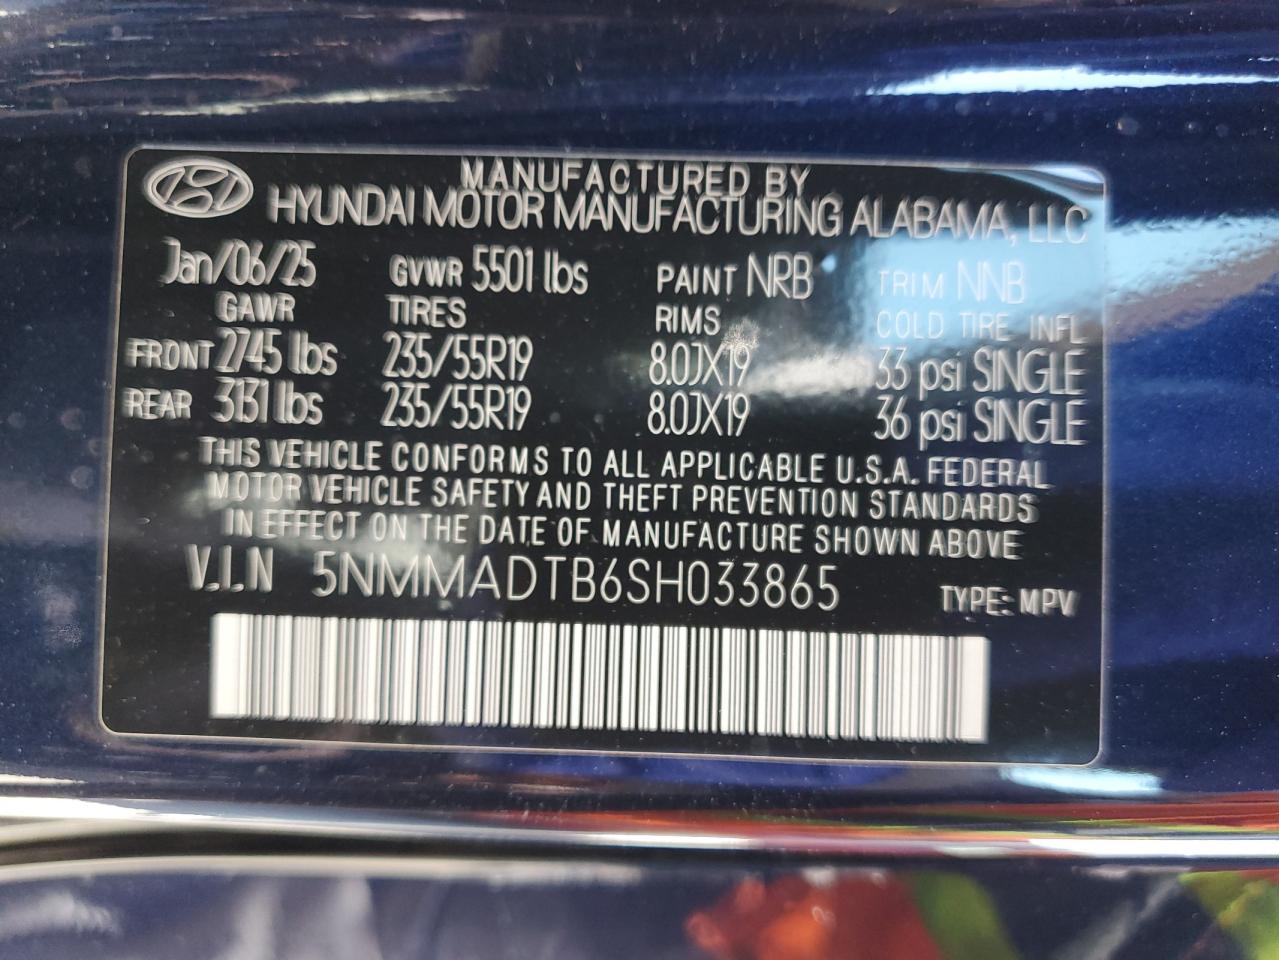 MANUFACTURED BY
HYUNDAI MOTOR MANUFACTURING ALABAMA, LLC
Jan/06/25 GVWR 5501 lbs PAINT NRB TRIM NNB
GAWR TIRES RIMS COLD TIRE INFL
FRONT 2745 lbs 235/55R19 8.0JX19 33 psi SINGLE
REAR 3131 lbs 235/55R19 8.0JX19 36 psi SINGLE
THIS VEHICLE CONFORMS TO ALL APPLICABLE U.S.A. FEDERAL
MOTOR VEHICLE SAFETY AND THEFT PREVENTION STANDARDS
IN EFFECT ON THE DATE OF MANUFACTURE SHOWN ABOVE
V.I.N 5NMMADTB6SH033865 TYPE: MPV